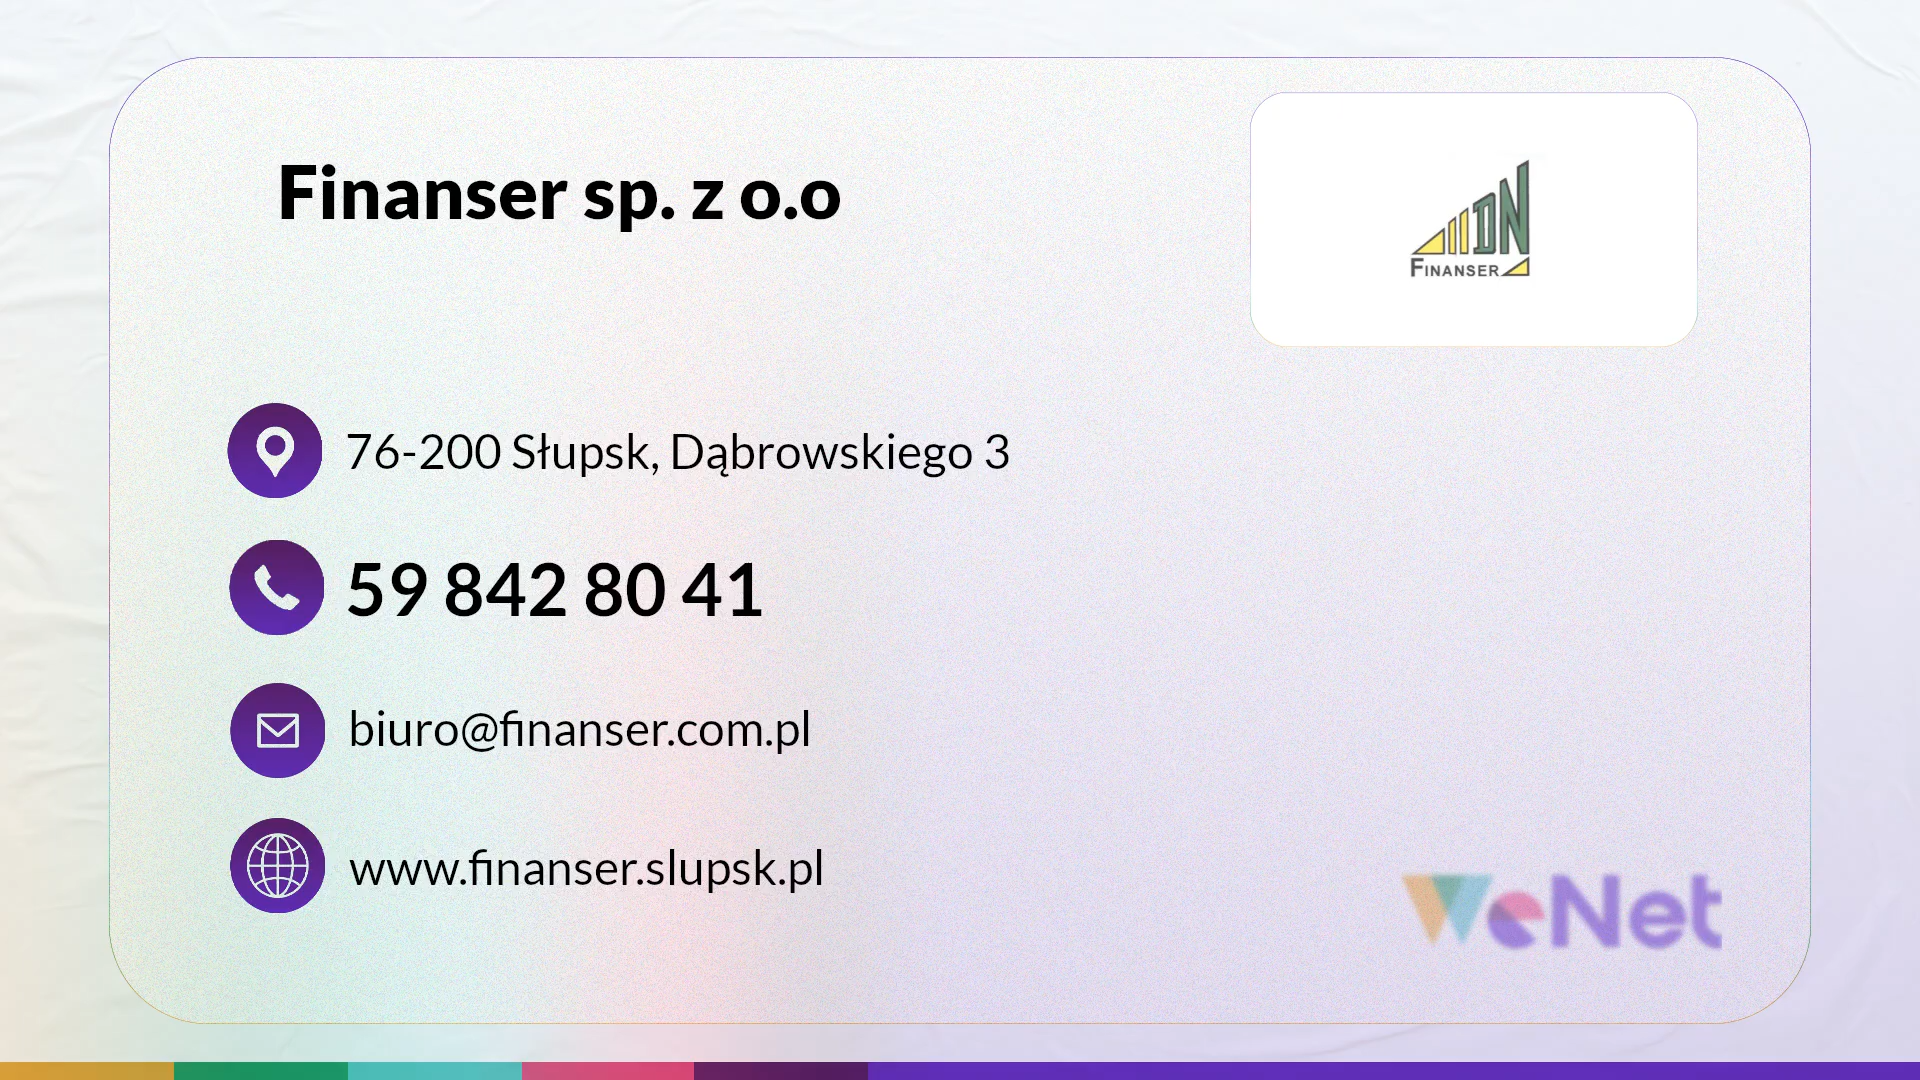 Finanser sp. z o.o
DN
FINANSER
76-200 Słupsk, Dąbrowskiego 3
59 842 80 41
biuro@finanser.com.pl
www.finanser.slupsk.pl
WeNet